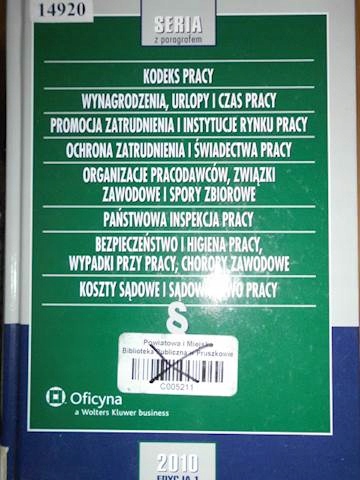 14920
SERIA
z paragrafem
KODEKS PRACY
WYNAGRODZENIA, URLOPY I CZAS PRACY
PROMOCJA ZATRUDNIENIA I INSTYTUCJE RYNKU PRACY
OCHRONA ZATRUDNIENIA I ŚWIADECTWA PRACY
ORGANIZACJE PRACODAWCÓW, ZWIĄZKI
ZAWODOWE I SPORY ZBIOROWE
PAŃSTWOWA INSPEKCJA PRACY
BEZPIECZEŃSTWO I HIGIENA PRACY,
WYPADKI PRZY PRACY, CHOROBY ZAWODOWE
KOSZTY SĄDOWE I SĄDOWNICTWO PRACY
§
Powiatowa i Miejska
Biblioteka Publiczna w Pruszkowie
C005211
Oficyna
a Wolters Kluwer business
2010
EDYCJA 1